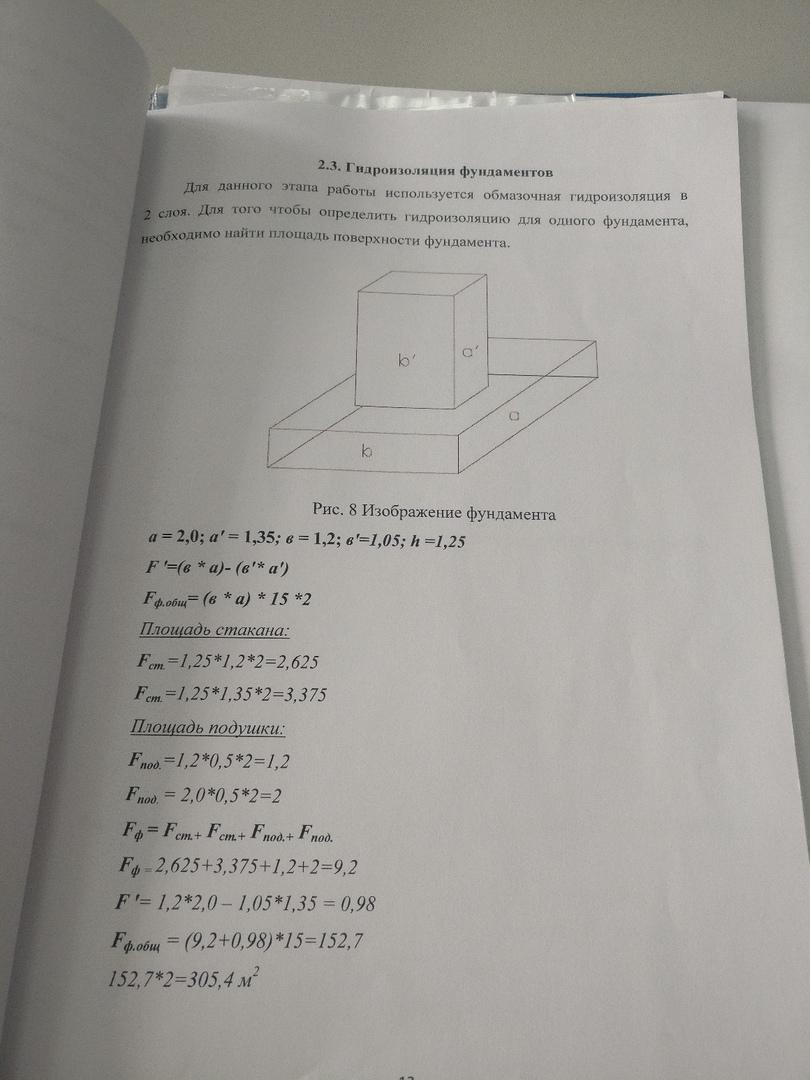 2.3. Гидроизоляция фундаментов
Для данного этапа работы используется обмазочная гидроизоляция в
2 слоя. Для того чтобы определить гидроизоляцию для одного фундамента,
необходимо найти площадь поверхности фундамента.
b'
a'
a
b
Рис. 8 Изображение фундамента
а = 2,0; а' = 1,35; в = 1,2; в'=1,05; h =1,25
F '=(в * а)- (в'* а')
Fф.общ= (в * а) * 15 *2
Площадь стакана:
Fст.=1,25*1,2*2=2,625
Fст.=1,25*1,35*2=3,375
Площадь подушки:
Fпод.=1,2*0,5*2=1,2
Fпод. = 2,0*0,5*2=2
Fф = Fст.+ Fст.+ Fпод.+ Fпод.
Fф = 2,625+3,375+1,2+2=9,2
F '= 1,2*2,0 – 1,05*1,35 = 0,98
Fф.общ = (9,2+0,98)*15=152,7
152,7*2=305,4 м²